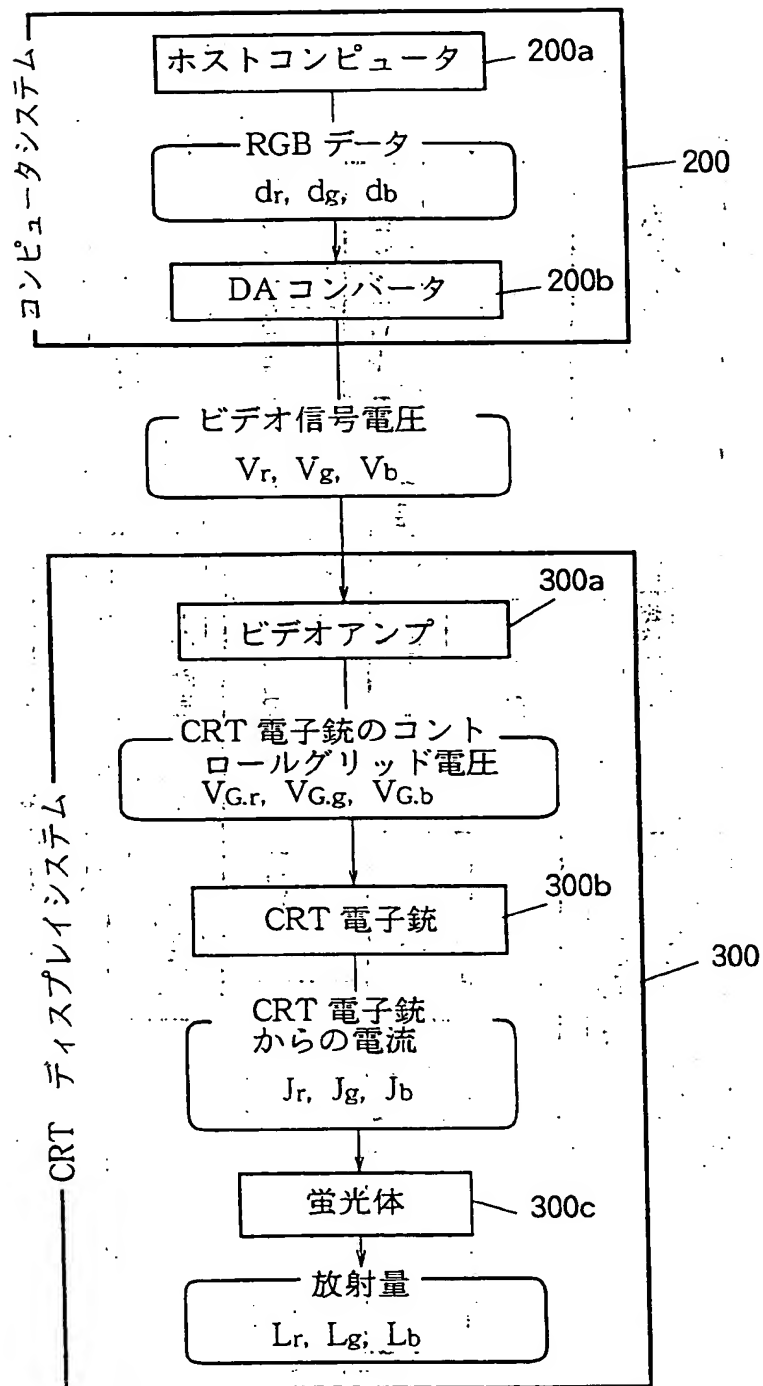 コンピュータシステム
ホストコンピュータ
200a
RGB データ
dr, dg, db
200
DA コンバータ
200b
ビデオ信号電圧
Vr, Vg, Vb
CRT ディスプレイシステム
300a
ビデオアンプ
CRT 電子銃のコント
ロールグリッド電圧
VG.r, VG.g, VG.b
300b
CRT 電子銃
300
CRT 電子銃
からの電流
Jr, Jg, Jb
蛍光体
300c
放射量
Lr, Lg, Lb